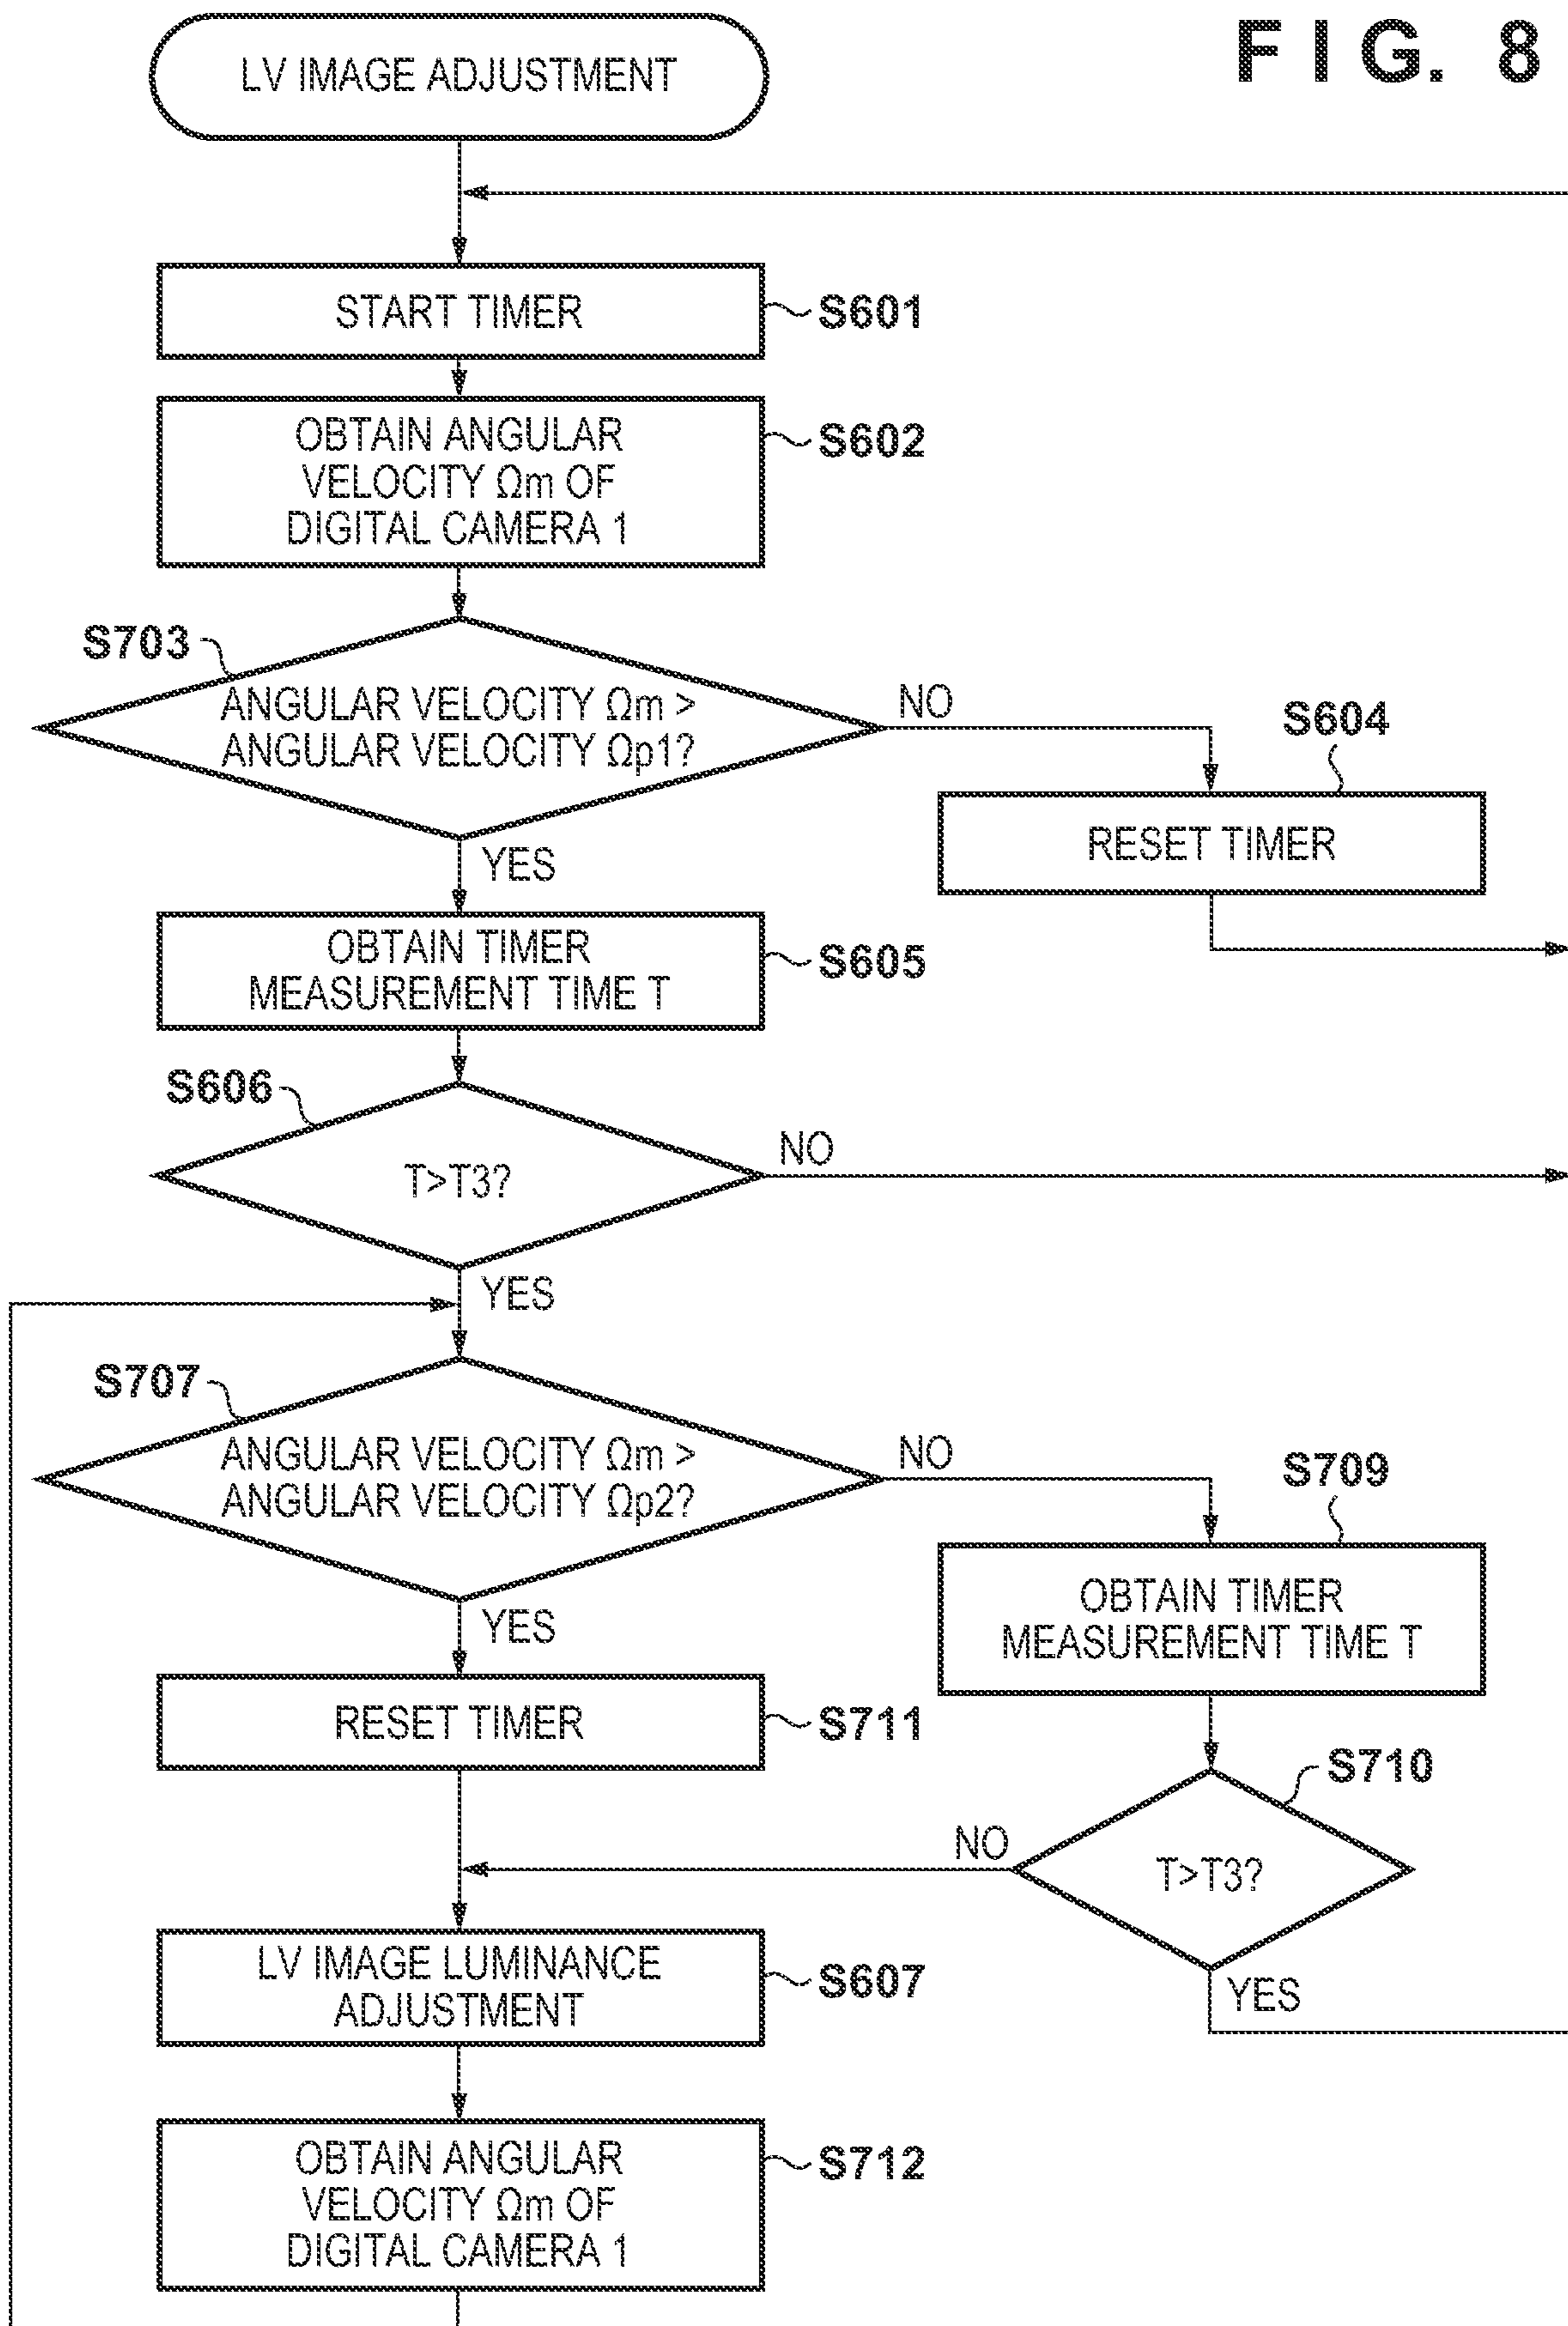 FIG. 8
LV IMAGE ADJUSTMENT
START TIMER
S601
OBTAIN ANGULAR
VELOCITY Ωm OF
DIGITAL CAMERA 1
S602
S703
ANGULAR VELOCITY Ωm >
ANGULAR VELOCITY Ωp1?
NO
S604
RESET TIMER
YES
OBTAIN TIMER
MEASUREMENT TIME T
S605
S606
T>T3?
NO
YES
S707
ANGULAR VELOCITY Ωm >
ANGULAR VELOCITY Ωp2?
NO
S709
OBTAIN TIMER
MEASUREMENT TIME T
YES
RESET TIMER
S711
S710
T>T3?
NO
YES
LV IMAGE LUMINANCE
ADJUSTMENT
S607
OBTAIN ANGULAR
VELOCITY Ωm OF
DIGITAL CAMERA 1
S712